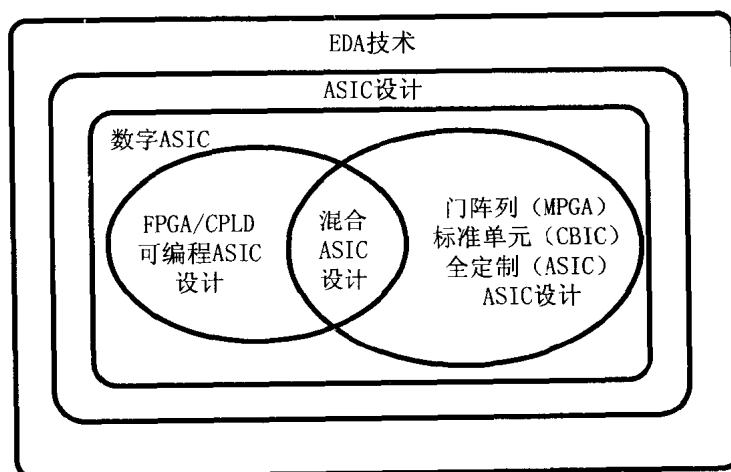 EDA技术
ASIC设计
数字ASIC
FPGA/CPLD
可编程ASIC
设计
混合
ASIC
设计
门阵列（MPGA）
标准单元（CBIC）
全定制（ASIC）
ASIC设计